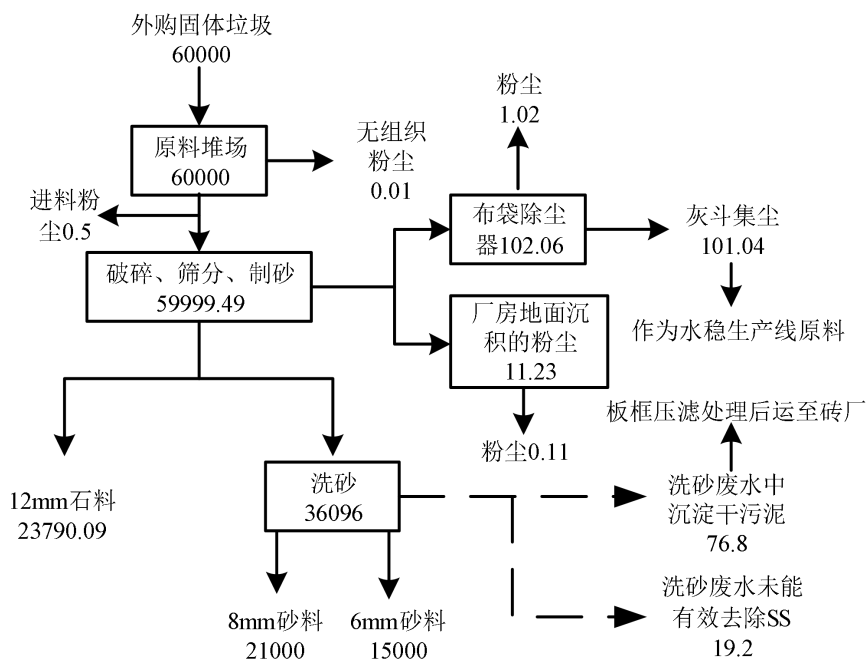 外购固体垃圾
60000
原料堆场
60000
无组织
粉尘
0.01
进料粉
尘0.5
破碎、筛分、制砂
59999.49
粉尘
1.02
布袋除尘
器102.06
灰斗集尘
101.04
作为水稳生产线原料
厂房地面沉
积的粉尘
11.23
粉尘0.11
板框压滤处理后运至砖厂
12mm石料
23790.09
洗砂
36096
洗砂废水中
沉淀干污泥
76.8
8mm砂料
21000
6mm砂料
15000
洗砂废水未能
有效去除SS
19.2